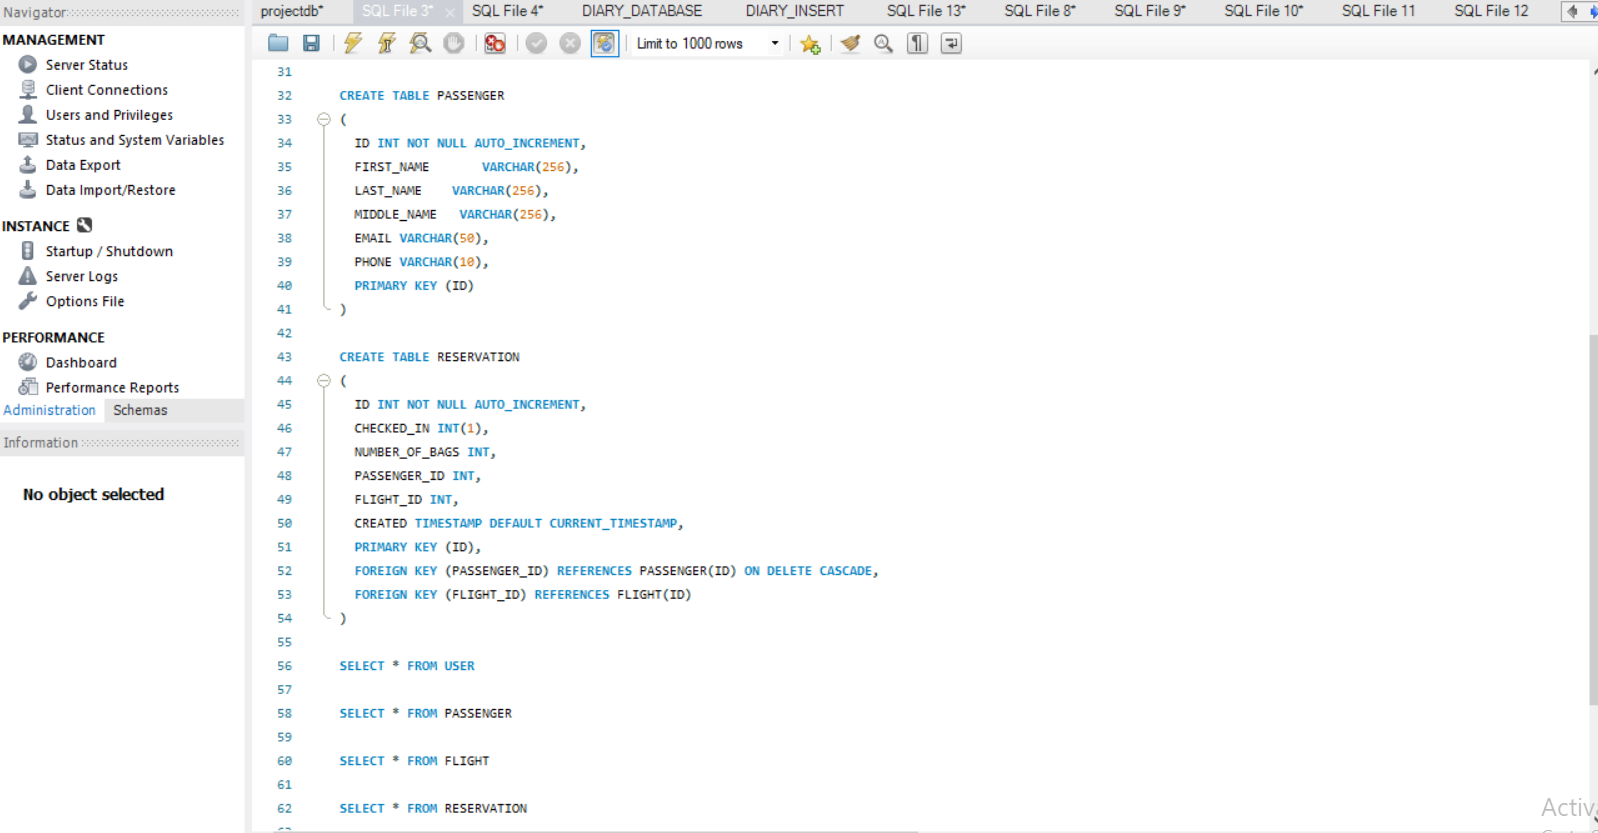 Navigator
projectdb*
SQL File 3*
SQL File 4*
DIARY_DATABASE
DIARY_INSERT
SQL File 13*
SQL File 8*
SQL File 9*
SQL File 10*
SQL File 11
SQL File 12
MANAGEMENT
Server Status
Client Connections
Users and Privileges
Status and System Variables
Data Export
Data Import/Restore
INSTANCE
Startup / Shutdown
Server Logs
Options File
PERFORMANCE
Dashboard
Performance Reports
Administration Schemas
Information
No object selected
Limit to 1000 rows
31
32 CREATE TABLE PASSENGER
33 (
34 ID INT NOT NULL AUTO_INCREMENT,
35 FIRST_NAME VARCHAR(256),
36 LAST_NAME VARCHAR(256),
37 MIDDLE_NAME VARCHAR(256),
38 EMAIL VARCHAR(50),
39 PHONE VARCHAR(10),
40 PRIMARY KEY (ID)
41 )
42
43 CREATE TABLE RESERVATION
44 (
45 ID INT NOT NULL AUTO_INCREMENT,
46 CHECKED_IN INT(1),
47 NUMBER_OF_BAGS INT,
48 PASSENGER_ID INT,
49 FLIGHT_ID INT,
50 CREATED TIMESTAMP DEFAULT CURRENT_TIMESTAMP,
51 PRIMARY KEY (ID),
52 FOREIGN KEY (PASSENGER_ID) REFERENCES PASSENGER(ID) ON DELETE CASCADE,
53 FOREIGN KEY (FLIGHT_ID) REFERENCES FLIGHT(ID)
54 )
55
56 SELECT * FROM USER
57
58 SELECT * FROM PASSENGER
59
60 SELECT * FROM FLIGHT
61
62 SELECT * FROM RESERVATION
Activ